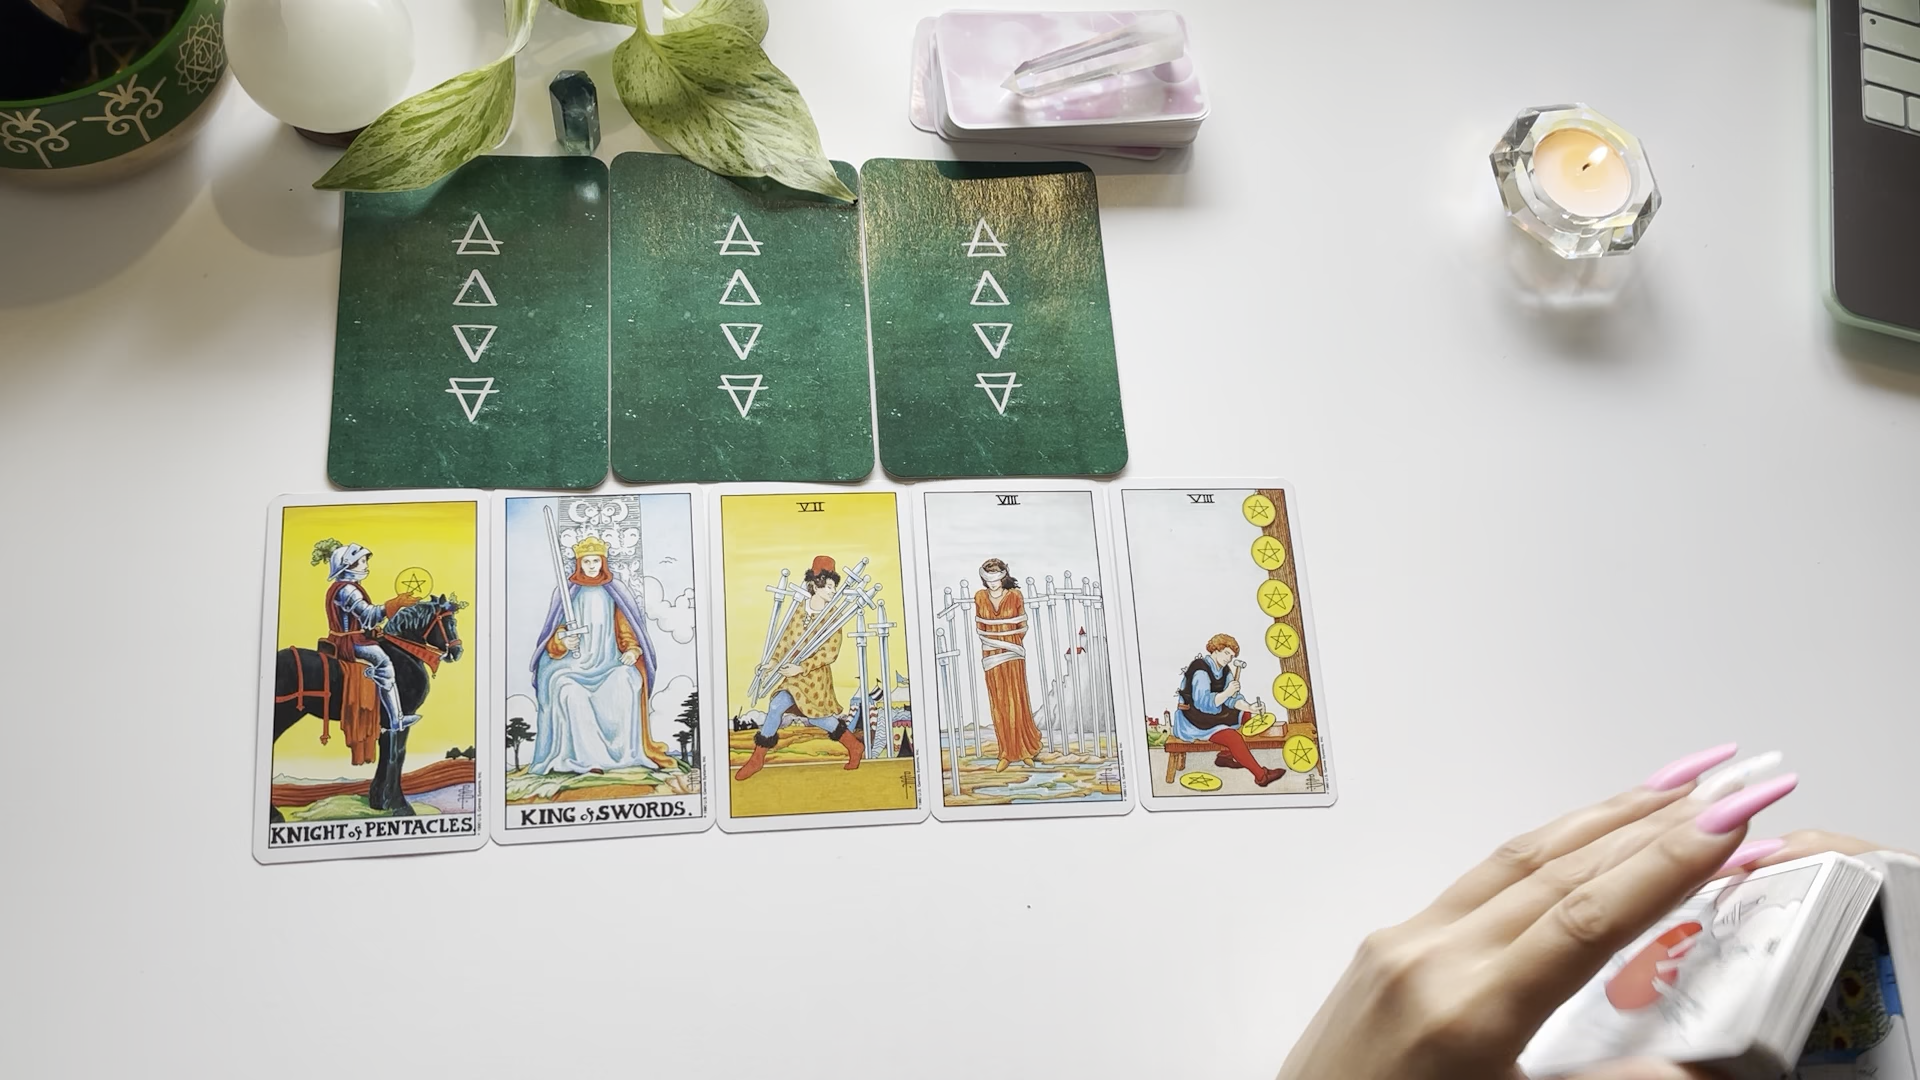 VII
VIII
VIII
KNIGHT of PENTACLES.
KING of SWORDS.